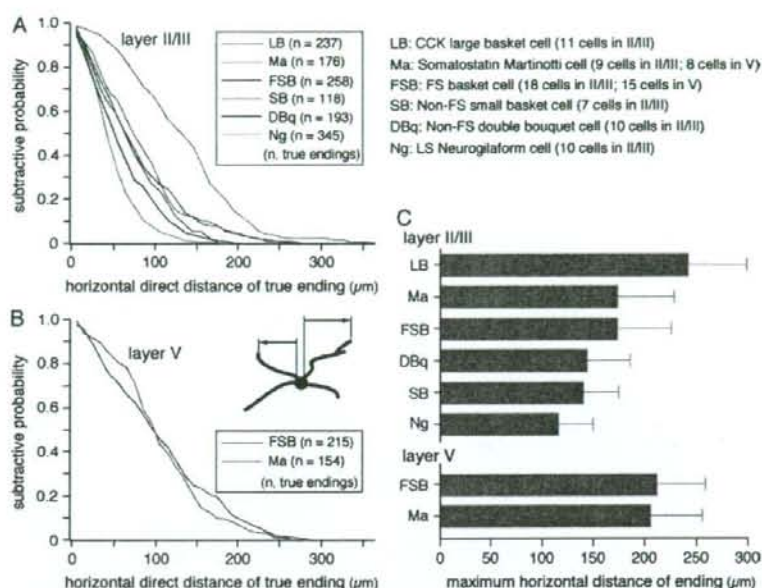 A
layer II/III
1.0
0.8
0.6
0.4
0.2
0
subtractive probability
LB (n = 237)
Ma (n = 176)
FSB (n = 258)
SB (n = 118)
DBq (n = 193)
Ng (n = 345)
(n. true endings)
0 100 200 300
horizontal direct distance of true ending (µm)
LB: CCK large basket cell (11 cells in II/III)
Ma: Somatostatin Martinotti cell (9 cells in II/III; 8 cells in V)
FSB: FS basket cell (18 cells in II/III; 15 cells in V)
SB: Non-FS small basket cell (7 cells in II/III)
DBq: Non-FS double bouquet cell (10 cells in II/III)
Ng: LS Neurogilaform cell (10 cells in II/III)
B
layer V
1.0
0.8
0.6
0.4
0.2
0
subtractive probability
FSB (n = 215)
Ma (n = 154)
(n. true endings)
0 100 200 300
horizontal direct distance of true ending (µm)
C
layer II/III
LB
Ma
FSB
DBq
SB
Ng
layer V
FSB
Ma
0 50 100 150 200 250 300
maximum horizontal distance of ending (µm)